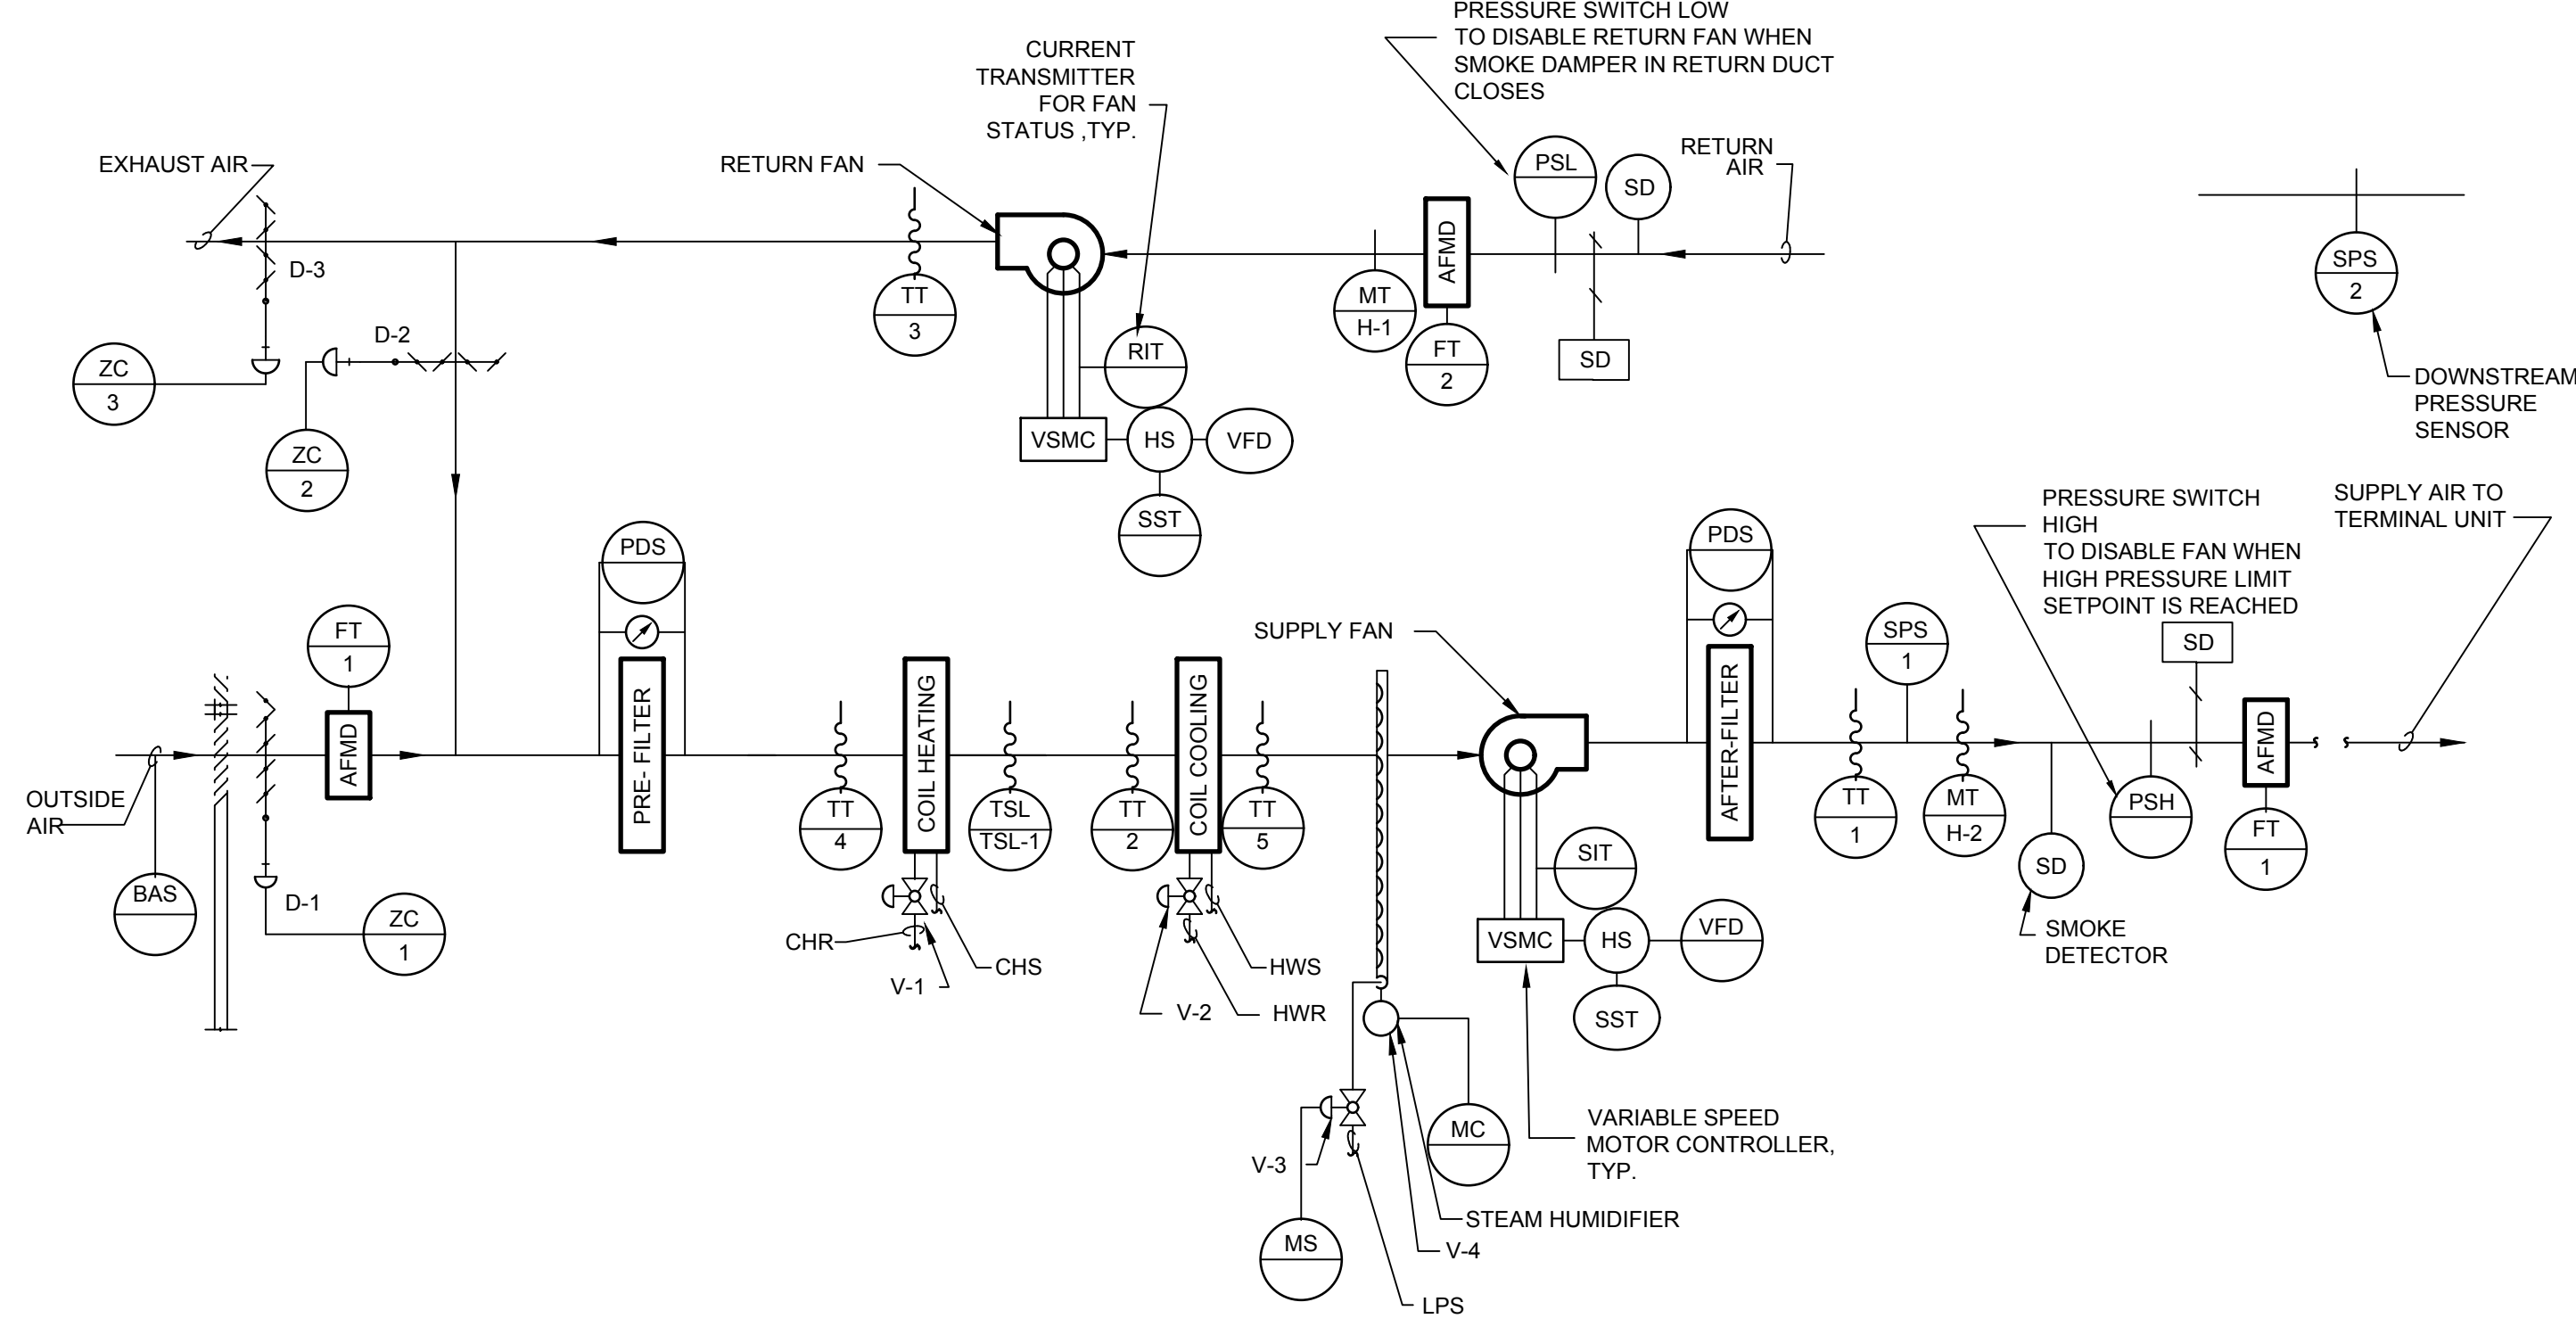 PRESSURE SWITCH LOW
TO DISABLE RETURN FAN WHEN
SMOKE DAMPER IN RETURN DUCT
CLOSES
CURRENT
TRANSMITTER
FOR FAN
STATUS ,TYP.
EXHAUST AIR
RETURN FAN
PSL
SD
RETURN
AIR
AFMD
D-3
TT
3
MT
H-1
FT
2
SD
SPS
2
D-2
ZC
3
ZC
2
RIT
VSMC
HS
VFD
SST
DOWNSTREAM
PRESSURE
SENSOR
PRESSURE SWITCH
HIGH
TO DISABLE FAN WHEN
HIGH PRESSURE LIMIT
SETPOINT IS REACHED
SUPPLY AIR TO
TERMINAL UNIT
PDS
PDS
FT
1
SUPPLY FAN
SPS
1
SD
OUTSIDE
AIR
AFMD
PRE- FILTER
COIL HEATING
COIL COOLING
AFTER-FILTER
AFMD
TT
4
TSL
TSL-1
TT
2
TT
5
TT
1
MT
H-2
PSH
FT
1
BAS
D-1
ZC
1
CHR
V-1
CHS
V-2
HWS
HWR
SIT
VSMC
HS
VFD
SST
SD
SMOKE
DETECTOR
V-3
MC
VARIABLE SPEED
MOTOR CONTROLLER,
TYP.
MS
STEAM HUMIDIFIER
V-4
LPS